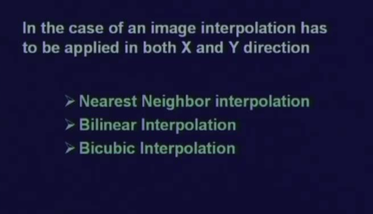 In the case of an image interpolation has
to be applied in both X and Y direction
➢ Nearest Neighbor interpolation
➢ Bilinear Interpolation
➢ Bicubic Interpolation